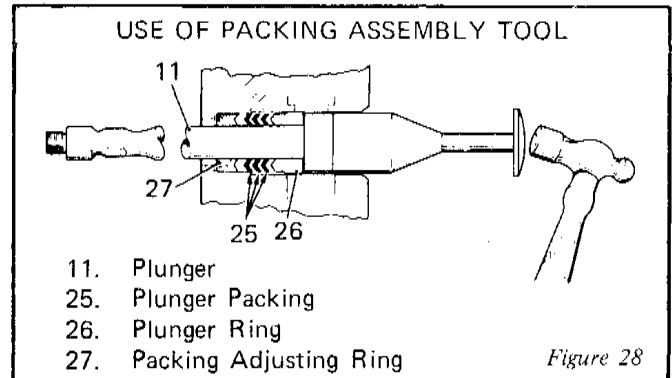 USE OF PACKING ASSEMBLY TOOL
11
27
25 26
11. Plunger
25. Plunger Packing
26. Plunger Ring
27. Packing Adjusting Ring
Figure 28